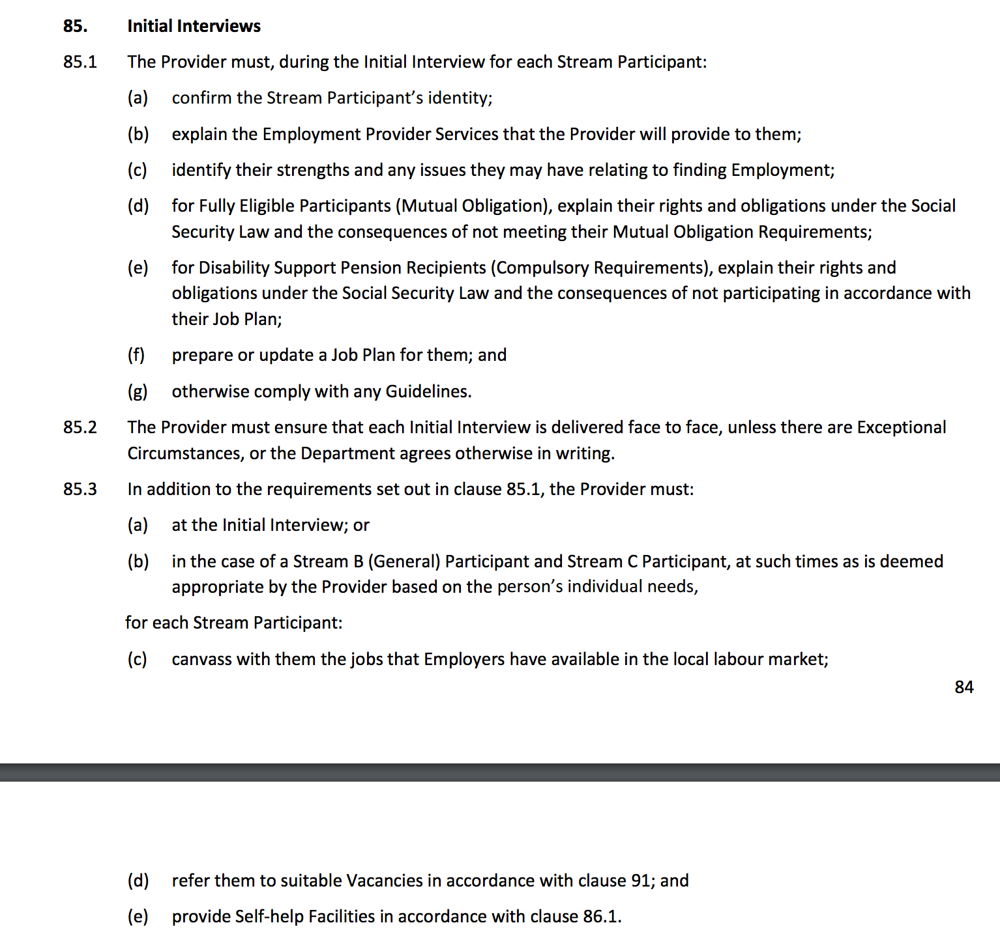 85. Initial Interviews
85.1 The Provider must, during the Initial Interview for each Stream Participant:
(a) confirm the Stream Participant’s identity;
(b) explain the Employment Provider Services that the Provider will provide to them;
(c) identify their strengths and any issues they may have relating to finding Employment;
(d) for Fully Eligible Participants (Mutual Obligation), explain their rights and obligations under the Social
Security Law and the consequences of not meeting their Mutual Obligation Requirements;
(e) for Disability Support Pension Recipients (Compulsory Requirements), explain their rights and
obligations under the Social Security Law and the consequences of not participating in accordance with
their Job Plan;
(f) prepare or update a Job Plan for them; and
(g) otherwise comply with any Guidelines.
85.2 The Provider must ensure that each Initial Interview is delivered face to face, unless there are Exceptional
Circumstances, or the Department agrees otherwise in writing.
85.3 In addition to the requirements set out in clause 85.1, the Provider must:
(a) at the Initial Interview; or
(b) in the case of a Stream B (General) Participant and Stream C Participant, at such times as is deemed
appropriate by the Provider based on the person’s individual needs,
for each Stream Participant:
(c) canvass with them the jobs that Employers have available in the local labour market;
84
(d) refer them to suitable Vacancies in accordance with clause 91; and
(e) provide Self-help Facilities in accordance with clause 86.1.